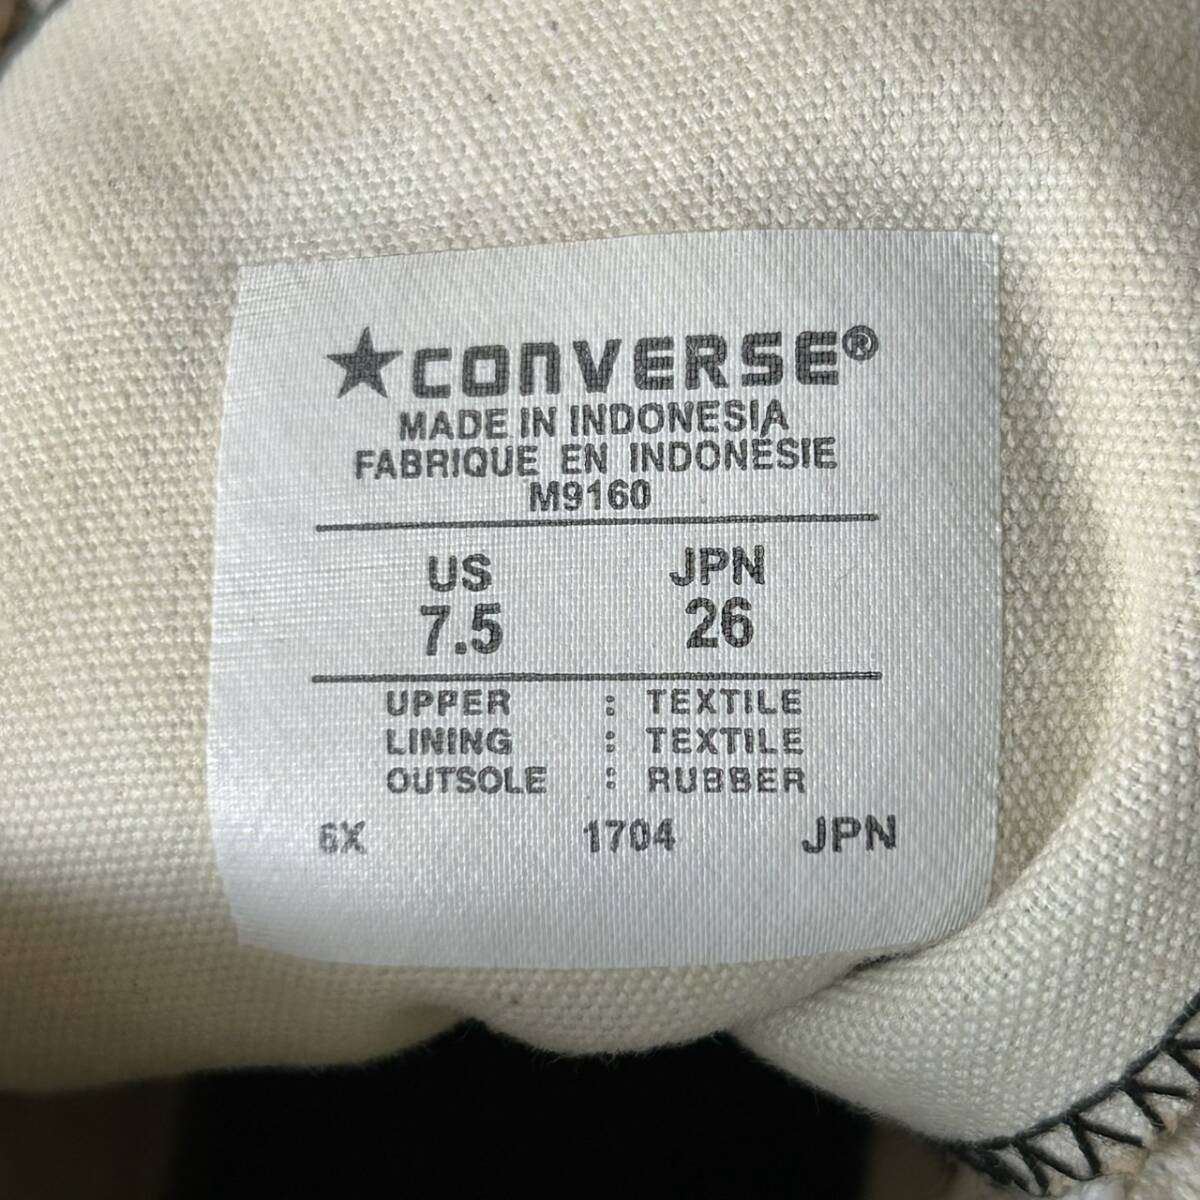 ★CONVERSE®
MADE IN INDONESIA
FABRIQUE EN INDONÉSIE
M9160
US JPN
7.5 26
UPPER : TEXTILE
LINING : TEXTILE
OUTSOLE : RUBBER
6X 1704 JPN